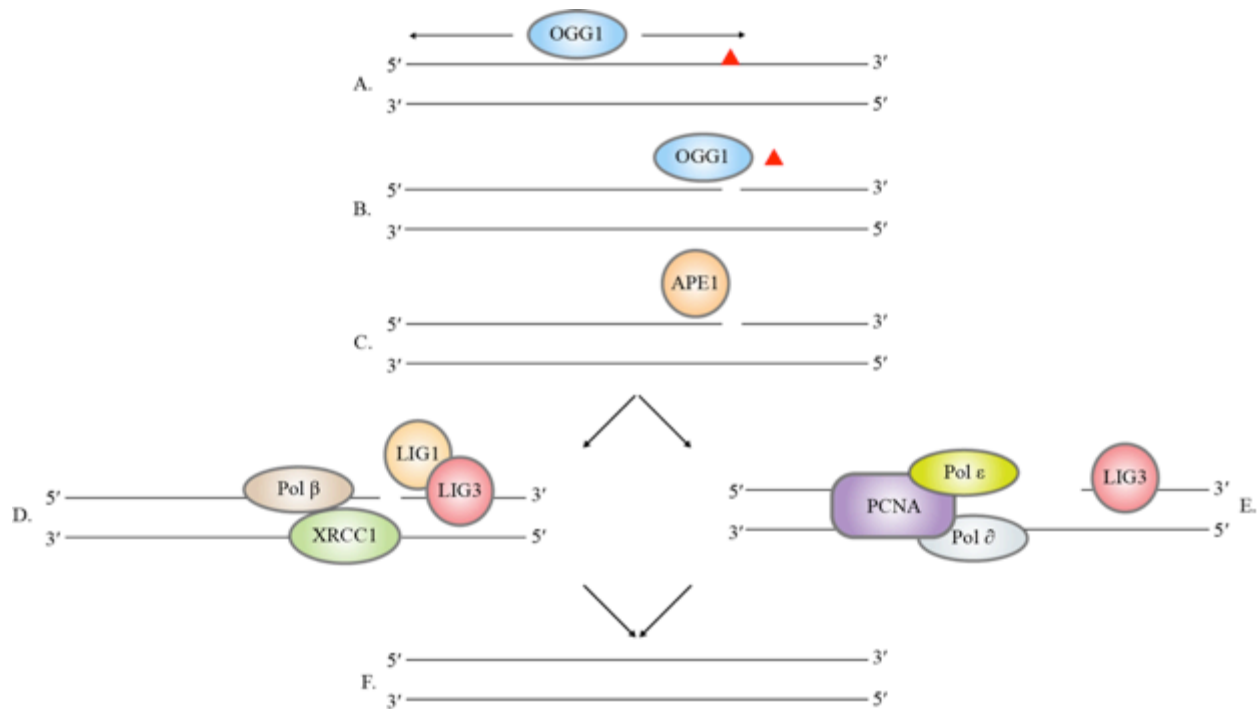 OGG1
5′ 3′
A.
3′ 5′
OGG1
5′ 3′
B.
3′ 5′
APE1
5′ 3′
C.
3′ 5′
LIG1
Pol β LIG3
5′ 3′
D.
XRCC1
3′ 5′
Pol ε LIG3
5′ PCNA 3′
E.
3′ Pol ∂ 5′
5′ 3′
F.
3′ 5′